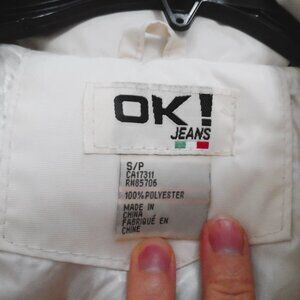 OK!
JEANS
S/P
CA17311
RN85706
100% POLYESTER
MADE IN
CHINA
FABRIQUÉ EN
CHINE